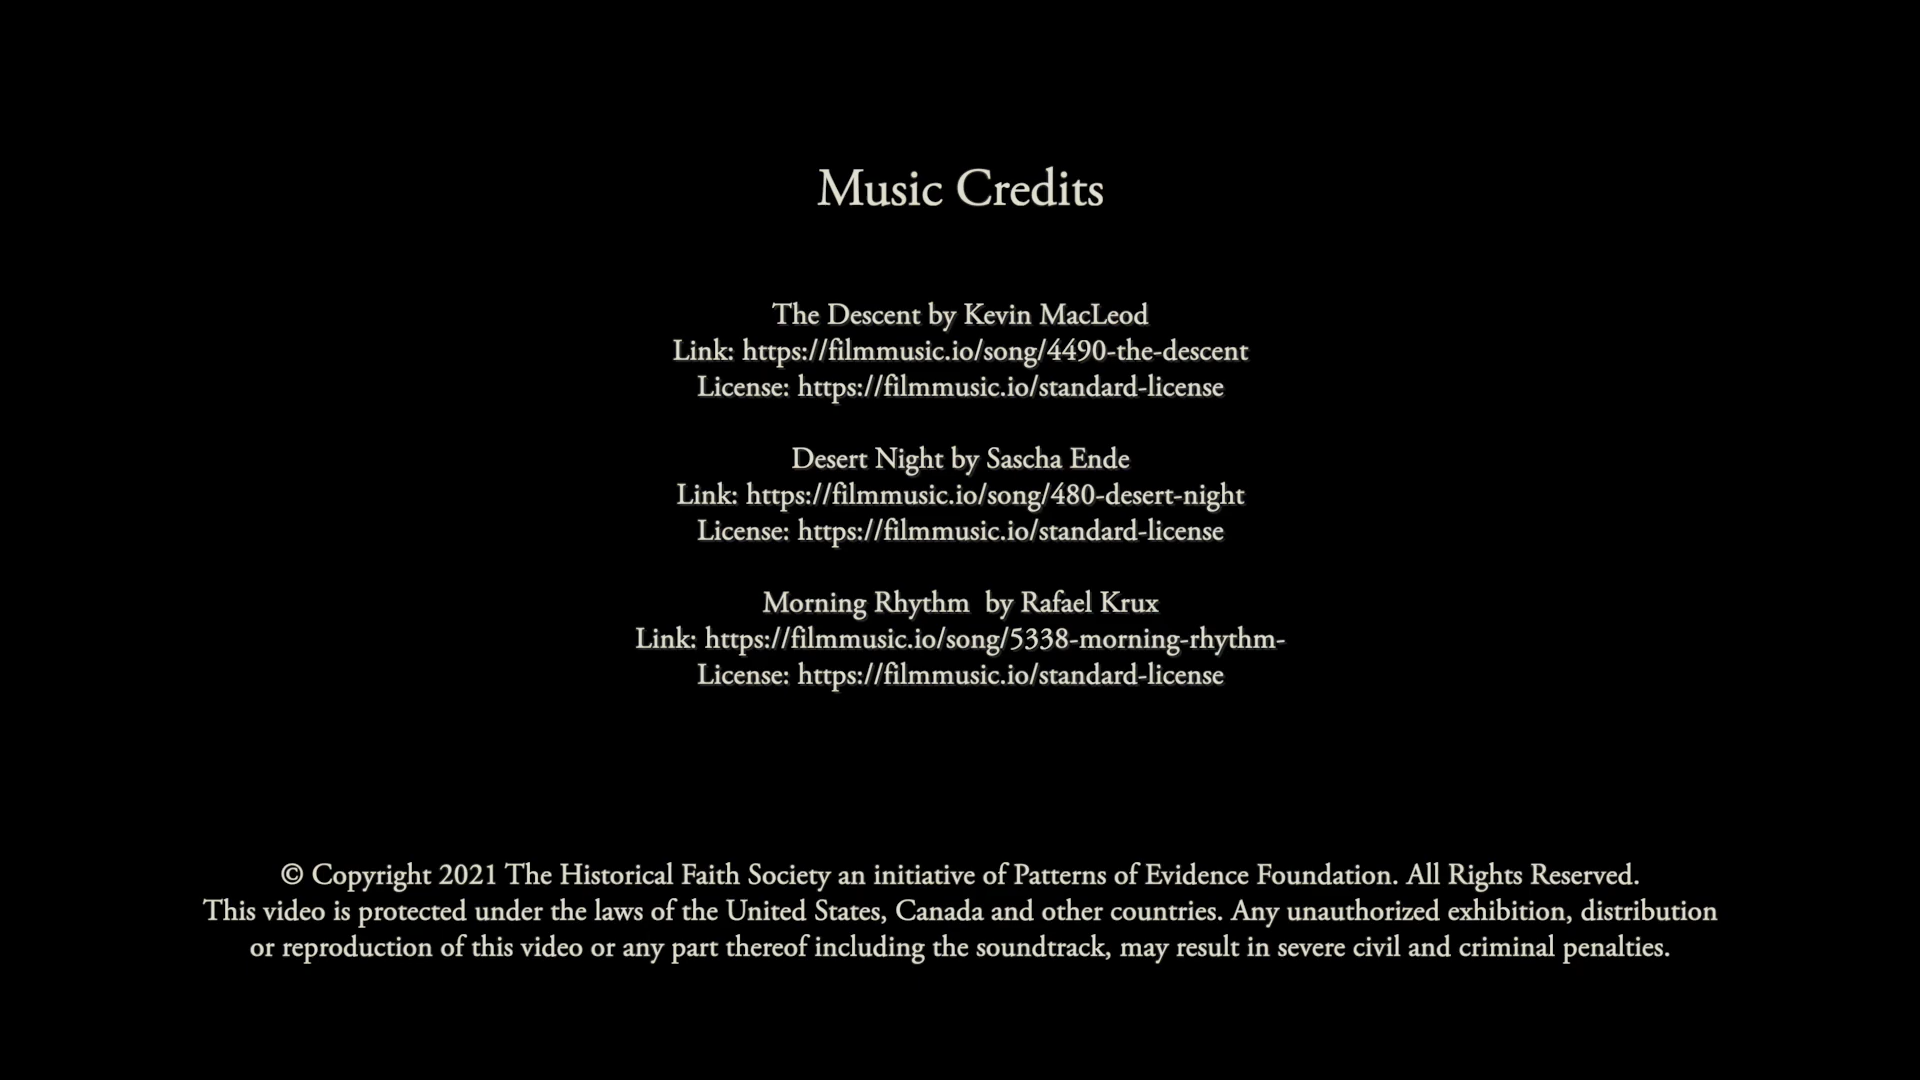 Music Credits
The Descent by Kevin MacLeod
Link: https://filmmusic.io/song/4490-the-descent
License: https://filmmusic.io/standard-license
Desert Night by Sascha Ende
Link: https://filmmusic.io/song/480-desert-night
License: https://filmmusic.io/standard-license
Morning Rhythm  by Rafael Krux
Link: https://filmmusic.io/song/5338-morning-rhythm-
License: https://filmmusic.io/standard-license
© Copyright 2021 The Historical Faith Society an initiative of Patterns of Evidence Foundation. All Rights Reserved.
This video is protected under the laws of the United States, Canada and other countries. Any unauthorized exhibition, distribution
or reproduction of this video or any part thereof including the soundtrack, may result in severe civil and criminal penalties.